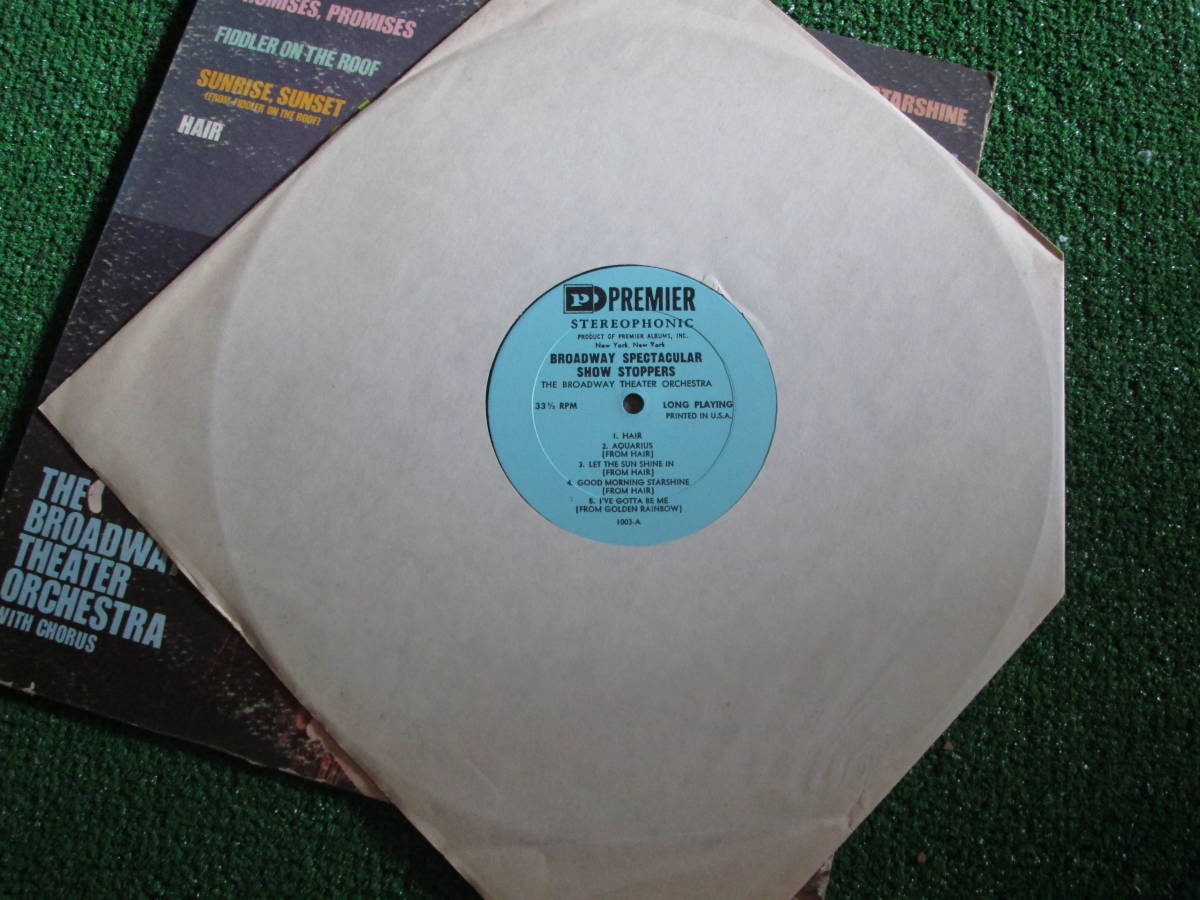 PROMISES, PROMISES
FIDDLER ON THE ROOF
SUNRISE, SUNSET
(FROM FIDDLER ON THE ROOF)
HAIR
STARSHINE
THE
BROADWAY
THEATER
ORCHESTRA
WITH CHORUS
P PREMIER
STEREOPHONIC
PRODUCT OF PREMIER ALBUMS, INC.
New York, New York
BROADWAY SPECTACULAR
SHOW STOPPERS
THE BROADWAY THEATER ORCHESTRA
33⅓ RPM LONG PLAYING
PRINTED IN U.S.A.
1. HAIR
2. AQUARIUS
(FROM HAIR)
3. LET THE SUN SHINE IN
(FROM HAIR)
4. GOOD MORNING STARSHINE
(FROM HAIR)
5. I'VE GOTTA BE ME
(FROM GOLDEN RAINBOW)
1003-A